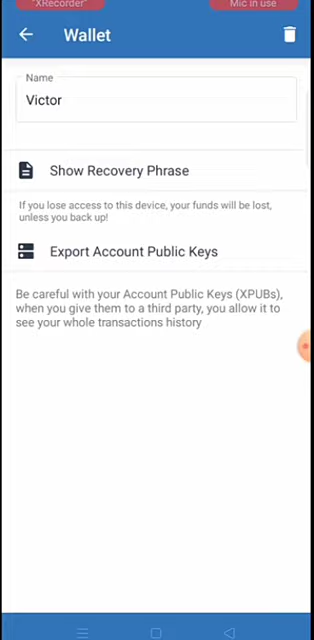 "XRecorder"
Mic in use
Wallet
Name
Victor
Show Recovery Phrase
If you lose access to this device, your funds will be lost,
unless you back up!
Export Account Public Keys
Be careful with your Account Public Keys (XPUBs),
when you give them to a third party, you allow it to
see your whole transactions history